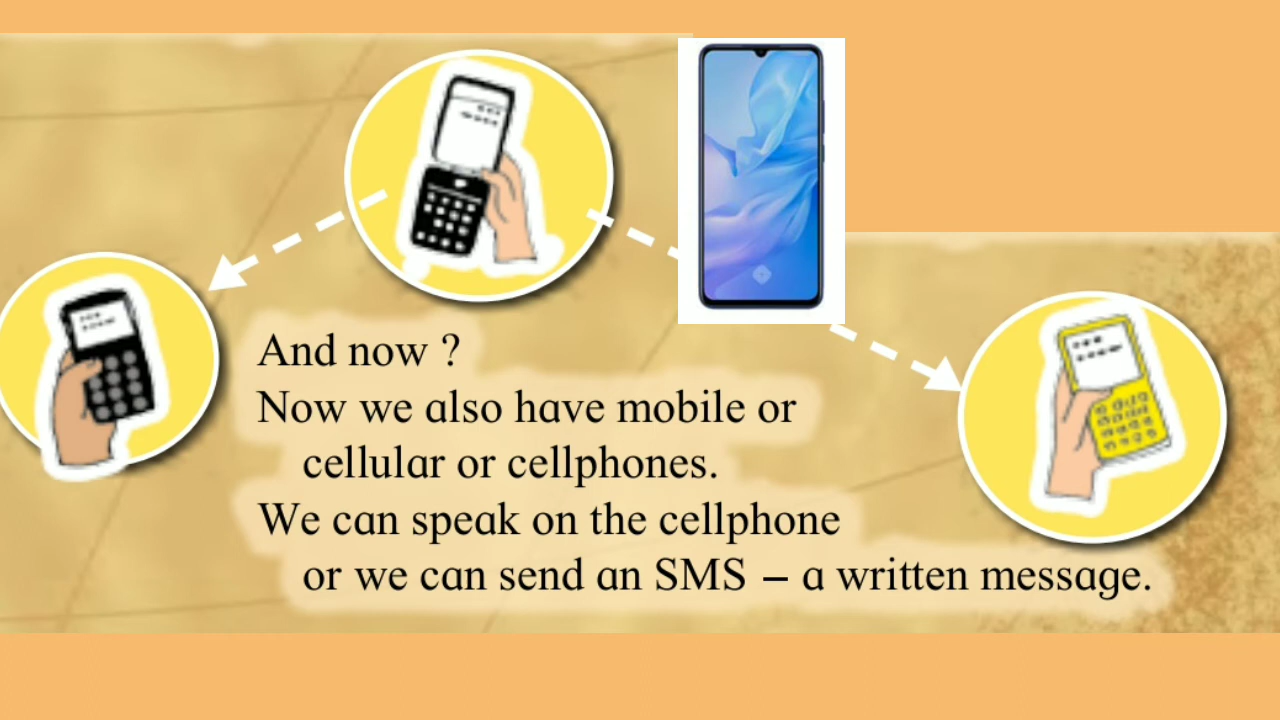 And now ?
Now we also have mobile or
cellular or cellphones.
We can speak on the cellphone
or we can send an SMS – a written message.